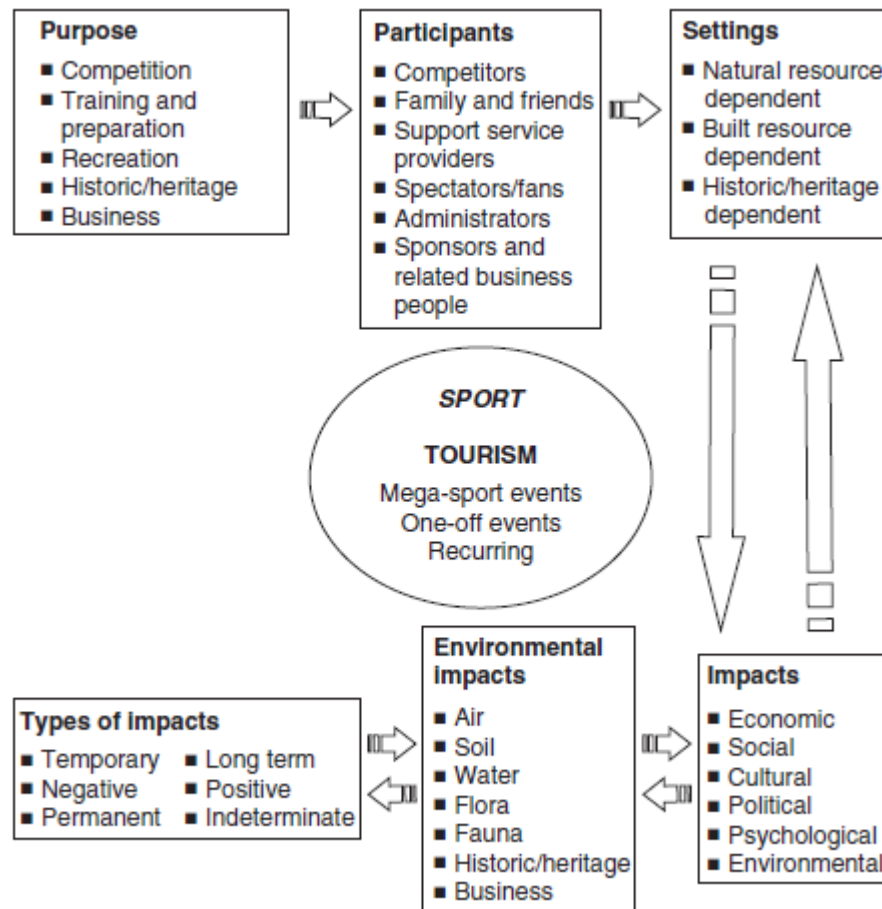 Purpose
■ Competition
■ Training and
preparation
■ Recreation
■ Historic/heritage
■ Business
Participants
■ Competitors
■ Family and friends
■ Support service
providers
■ Spectators/fans
■ Administrators
■ Sponsors and
related business
people
Settings
■ Natural resource
dependent
■ Built resource
dependent
■ Historic/heritage
dependent
SPORT
TOURISM
Mega-sport events
One-off events
Recurring
Types of impacts
■ Temporary ■ Long term
■ Negative ■ Positive
■ Permanent ■ Indeterminate
Environmental
impacts
■ Air
■ Soil
■ Water
■ Flora
■ Fauna
■ Historic/heritage
■ Business
Impacts
■ Economic
■ Social
■ Cultural
■ Political
■ Psychological
■ Environmental